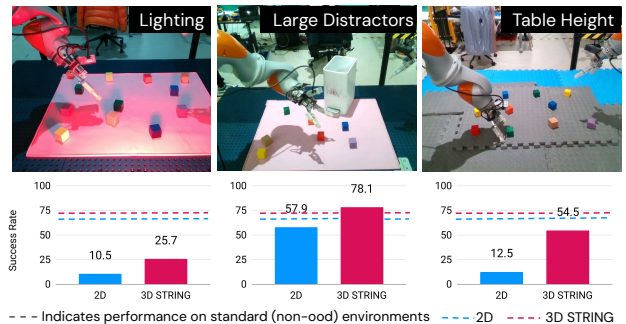 Lighting
Large Distractors
Table Height
Success Rate
100
75
50
25
0
10.5
25.7
2D
3D STRING
100
75
50
25
0
57.9
78.1
2D
3D STRING
100
75
50
25
0
12.5
54.5
2D
3D STRING
Indicates performance on standard (non-ood) environments
2D
3D STRING